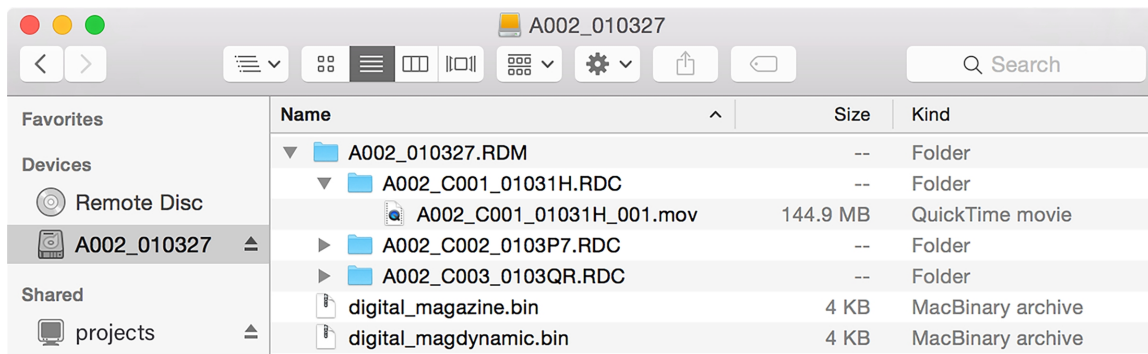 A002_010327
Search
Favorites
Devices
Remote Disc
A002_010327
Shared
projects
Name Size Kind
A002_010327.RDM -- Folder
A002_C001_01031H.RDC -- Folder
A002_C001_01031H_001.mov 144.9 MB QuickTime movie
A002_C002_0103P7.RDC -- Folder
A002_C003_0103QR.RDC -- Folder
digital_magazine.bin 4 KB MacBinary archive
digital_magdynamic.bin 4 KB MacBinary archive